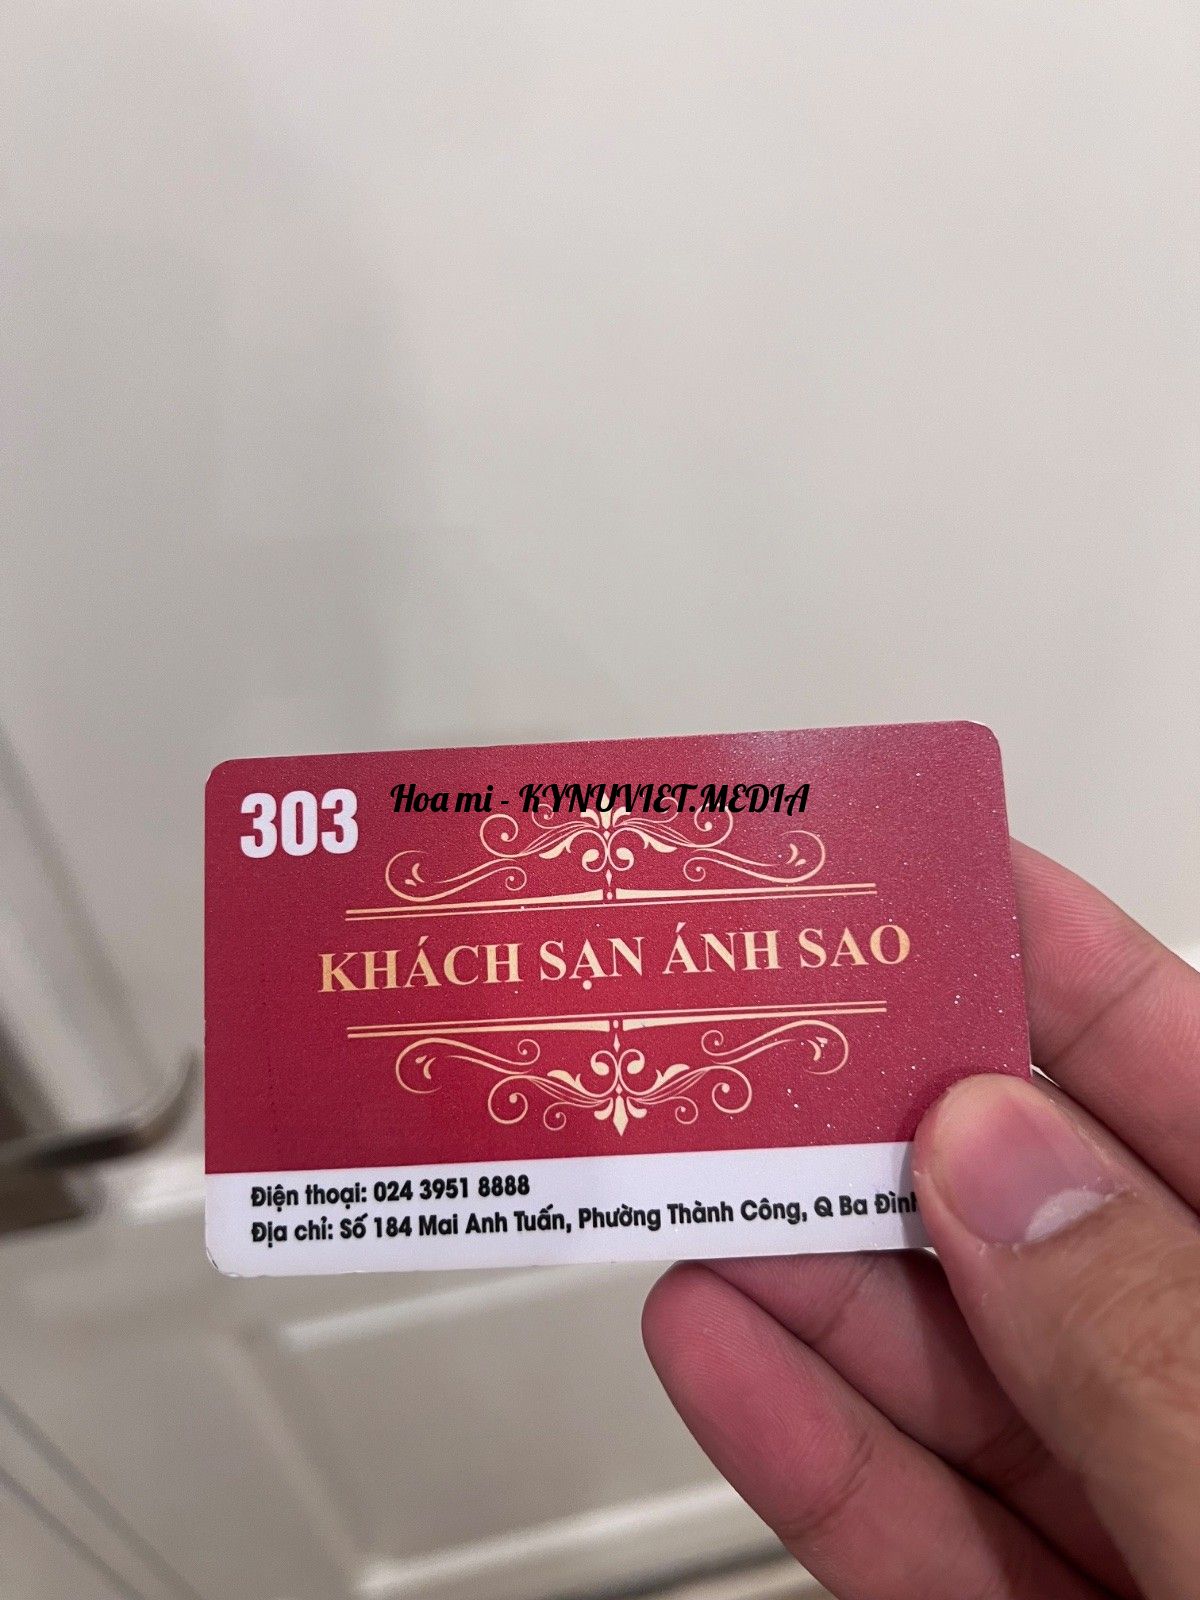 303
Hoa mi - KYNUVIET.MEDIA
KHÁCH SẠN ÁNH SAO
Điện thoại: 024 3951 8888
Địa chỉ: Số 184 Mai Anh Tuấn, Phường Thành Công, Q Ba Đình